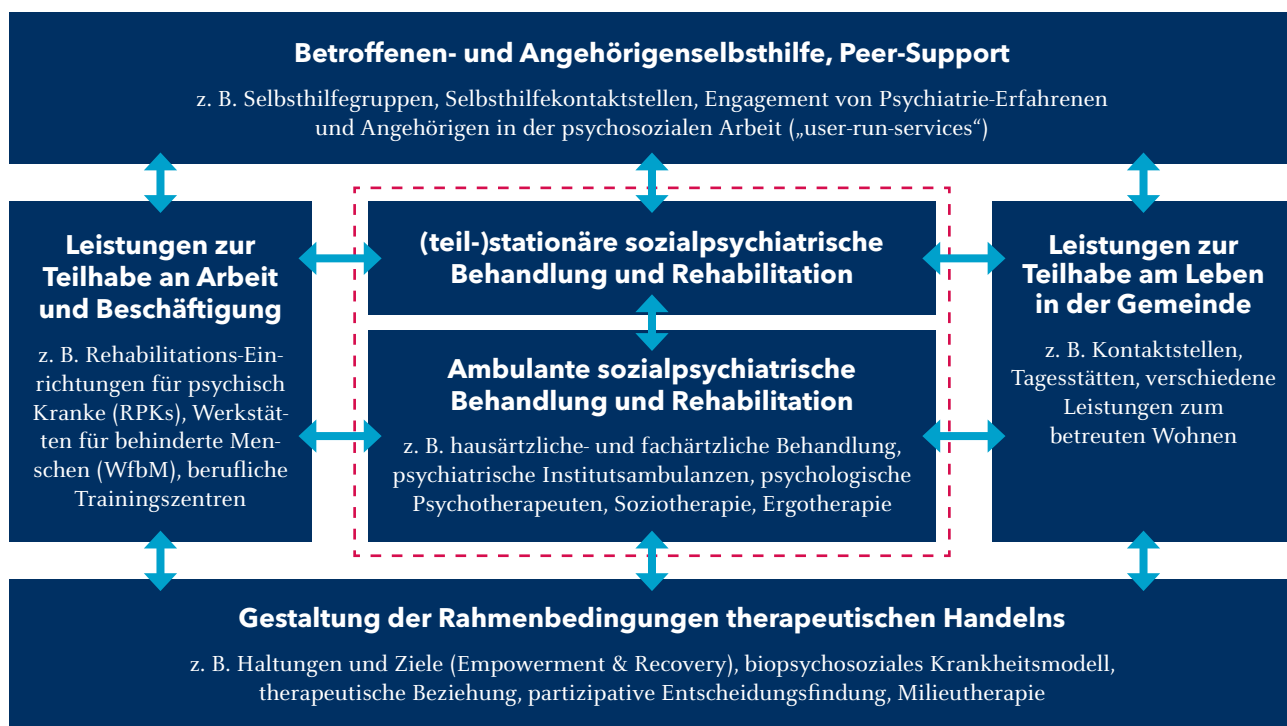 Betroffenen- und Angehörigenselbsthilfe, Peer-Support
z. B. Selbsthilfegruppen, Selbsthilfekontaktstellen, Engagement von Psychiatrie-Erfahrenen
und Angehörigen in der psychosozialen Arbeit („user-run-services“)
Leistungen zur
Teilhabe an Arbeit
und Beschäftigung
z. B. Rehabilitations-Ein-
richtungen für psychisch
Kranke (RPKs), Werkstät-
ten für behinderte Men-
schen (WfbM), berufliche
Trainingszentren
(teil-)stationäre sozialpsychiatrische
Behandlung und Rehabilitation
Ambulante sozialpsychiatrische
Behandlung und Rehabilitation
z. B. hausärztliche- und fachärztliche Behandlung,
psychiatrische Institutsambulanzen, psychologische
Psychotherapeuten, Soziotherapie, Ergotherapie
Leistungen zur
Teilhabe am Leben
in der Gemeinde
z. B. Kontaktstellen,
Tagesstätten, verschiedene
Leistungen zum
betreuten Wohnen
Gestaltung der Rahmenbedingungen therapeutischen Handelns
z. B. Haltungen und Ziele (Empowerment & Recovery), biopsychosoziales Krankheitsmodell,
therapeutische Beziehung, partizipative Entscheidungsfindung, Milieutherapie